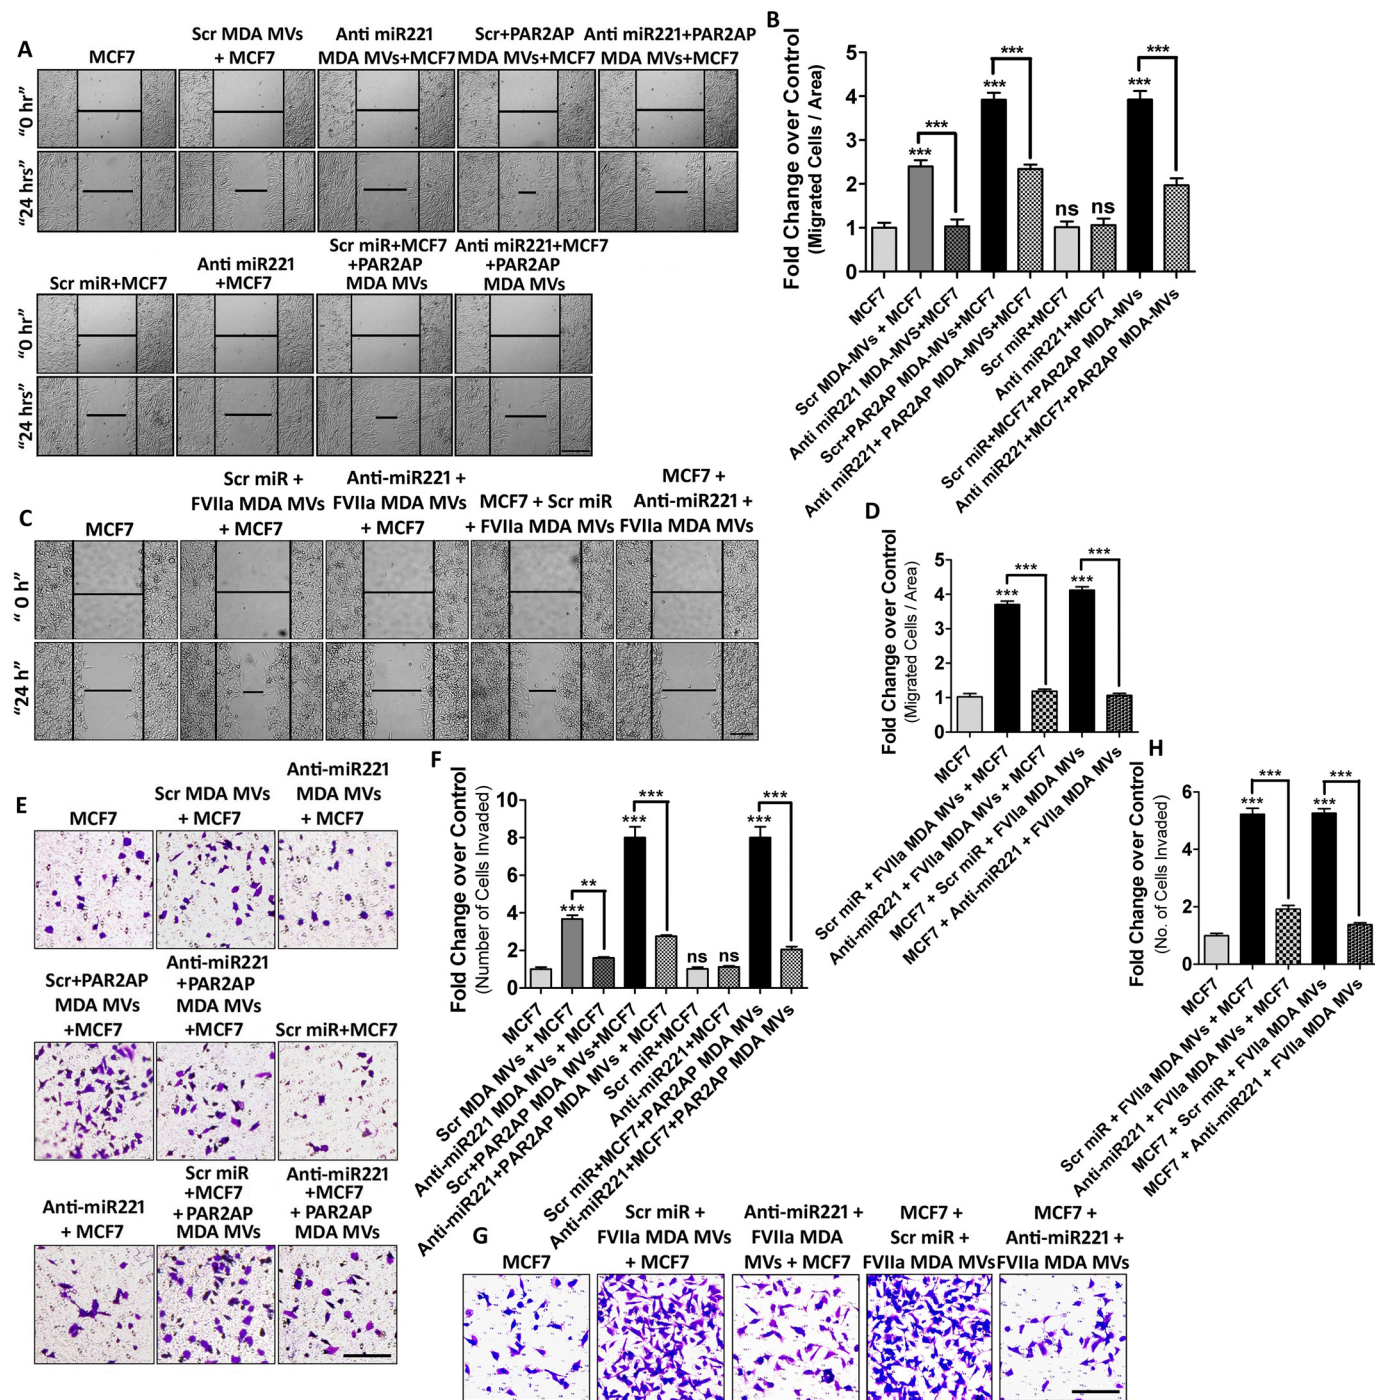 A
MCF7
Scr MDA MVs
+ MCF7
Anti miR221
MDA MVs+MCF7
Scr+PAR2AP
MDA MVs+MCF7
Anti miR221+PAR2AP
MDA MVs+MCF7
“0 hr”
“24 hrs”
Scr miR+MCF7
Anti miR221
+MCF7
Scr miR+MCF7
+PAR2AP
MDA MVs
Anti miR221+MCF7
+PAR2AP
MDA MVs
“0 hr”
“24 hrs”
B
Fold Change over Control
(Migrated Cells / Area)
5
4
3
2
1
0
***
***
***
***
ns
ns
***
***
MCF7
Scr MDA-MVs + MCF7
Anti miR221 MDA-MVS+MCF7
Scr+PAR2AP MDA-MVs+MCF7
Anti miR221+ PAR2AP MDA-MVS+MCF7
Scr miR+MCF7
Anti miR221+MCF7
Scr miR+MCF7+PAR2AP MDA-MVs
Anti miR221+MCF7+PAR2AP MDA-MVs
C
MCF7
Scr miR +
FVIIa MDA MVs
+ MCF7
Anti-miR221 +
FVIIa MDA MVs
+ MCF7
MCF7 + Scr miR
+ FVIIa MDA MVs
MCF7 +
Anti-miR221 +
FVIIa MDA MVs
“ 0 h”
“24 h”
D
Fold Change over Control
(Migrated Cells / Area)
5
4
3
2
1
0
***
***
***
***
MCF7
Scr miR + FVIIa MDA MVs + MCF7
Anti-miR221 + FVIIa MDA MVs + MCF7
MCF7 + Scr miR + FVIIa MDA MVs
MCF7 + Anti-miR221 + FVIIa MDA MVs
E
MCF7
Scr MDA MVs
+ MCF7
Anti-miR221
MDA MVs
+ MCF7
Scr+PAR2AP
MDA MVs
+MCF7
Anti-miR221
+PAR2AP
MDA MVs
+MCF7
Scr miR+MCF7
Anti-miR221
+ MCF7
Scr miR
+MCF7
+PAR2AP
MDA MVs
Anti-miR221
+MCF7
+ PAR2AP
MDA MVs
F
Fold Change over Control
(Number of Cells Invaded)
10
8
6
4
2
0
***
**
***
***
ns
ns
***
***
MCF7
Scr MDA MVs + MCF7
Anti-miR221 MDA MVs + MCF7
Scr+PAR2AP MDA MVs+MCF7
Anti-miR221+PAR2AP MDA MVs + MCF7
Scr miR+MCF7
Anti-miR221+MCF7
Scr miR+MCF7+PAR2AP MDA MVs
Anti-miR221+MCF7+PAR2AP MDA MVs
G
MCF7
Scr miR +
FVIIa MDA MVs
+ MCF7
Anti-miR221 +
FVIIa MDA
MVs + MCF7
MCF7 +
Scr miR +
FVIIa MDA MVs
MCF7 +
Anti-miR221 +
FVIIa MDA MVs
H
Fold Change over Control
(No. of Cells Invaded)
6
4
2
0
***
***
***
***
MCF7
Scr miR + FVIIa MDA MVs + MCF7
Anti-miR221 + FVIIa MDA MVs + MCF7
MCF7 + Scr miR + FVIIa MDA MVs
MCF7 + Anti-miR221 + FVIIa MDA MVs